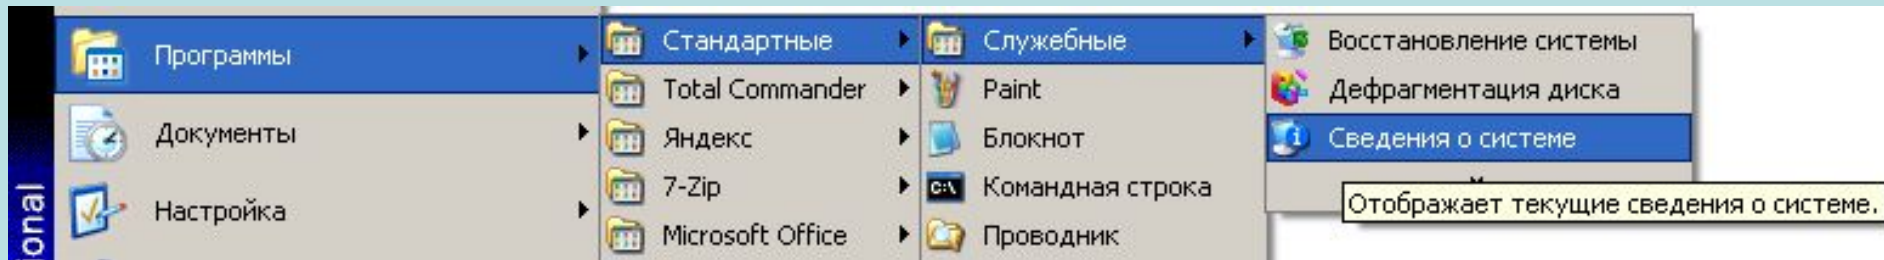 Программы
Документы
Настройка
Стандартные
Total Commander
Яндекс
7-Zip
Microsoft Office
Служебные
Paint
Блокнот
Командная строка
Проводник
Восстановление системы
Дефрагментация диска
Сведения о системе
Отображает текущие сведения о системе.
ional